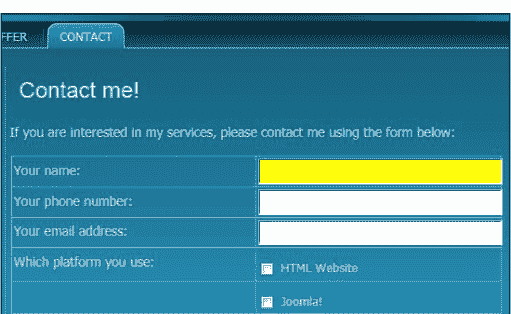 FFER CONTACT
Contact me!
If you are interested in my services, please contact me using the form below:
Your name:
Your phone number:
Your email address:
Which platform you use:
HTML Website
Joomla!